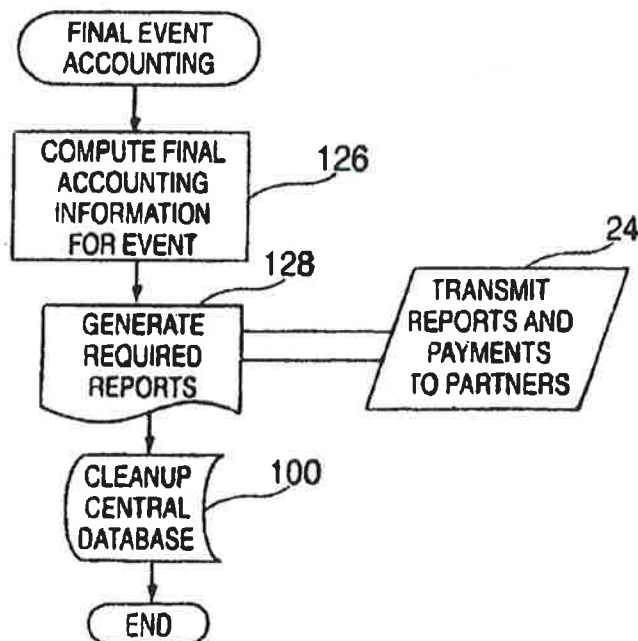 FINAL EVENT
ACCOUNTING
COMPUTE FINAL
ACCOUNTING
INFORMATION
FOR EVENT
126
128
GENERATE
REQUIRED
REPORTS
24
TRANSMIT
REPORTS AND
PAYMENTS
TO PARTNERS
CLEANUP
CENTRAL
DATABASE
100
END